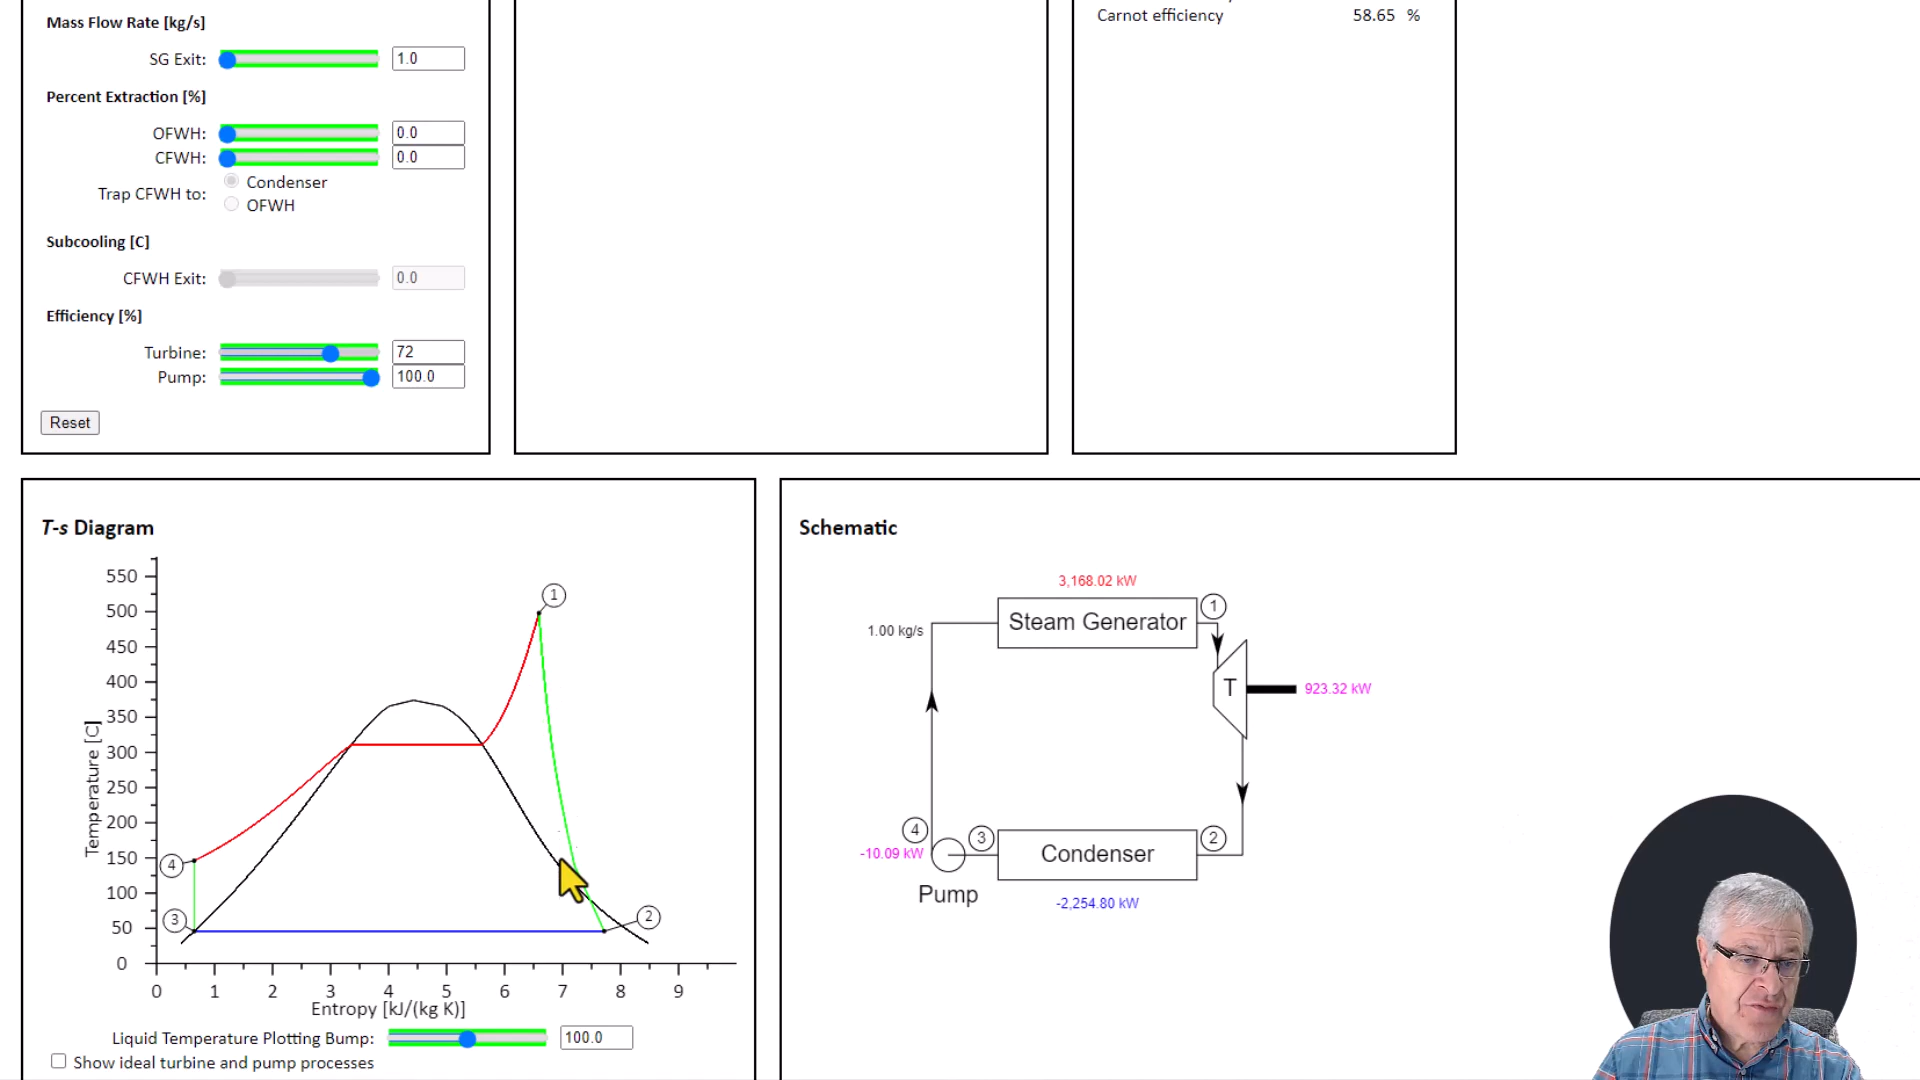 Mass Flow Rate [kg/s]
SG Exit: 1.0
Percent Extraction [%]
OFWH: 0.0
CFWH: 0.0
Trap CFWH to: Condenser
OFWH
Subcooling [C]
CFWH Exit: 0.0
Efficiency [%]
Turbine: 72
Pump: 100.0
Reset
Carnot efficiency 58.65 %
T-s Diagram
550
500
450
400
350
300
250
200
150
100
50
0
Temperature [C]
1
2
3
4
0 1 2 3 4 5 6 7 8 9
Entropy [kJ/(kg K)]
Liquid Temperature Plotting Bump: 100.0
Show ideal turbine and pump processes
Schematic
3,168.02 kW
Steam Generator
1
1.00 kg/s
T
923.32 kW
4
3
Condenser
2
-10.09 kW
Pump
-2,254.80 kW